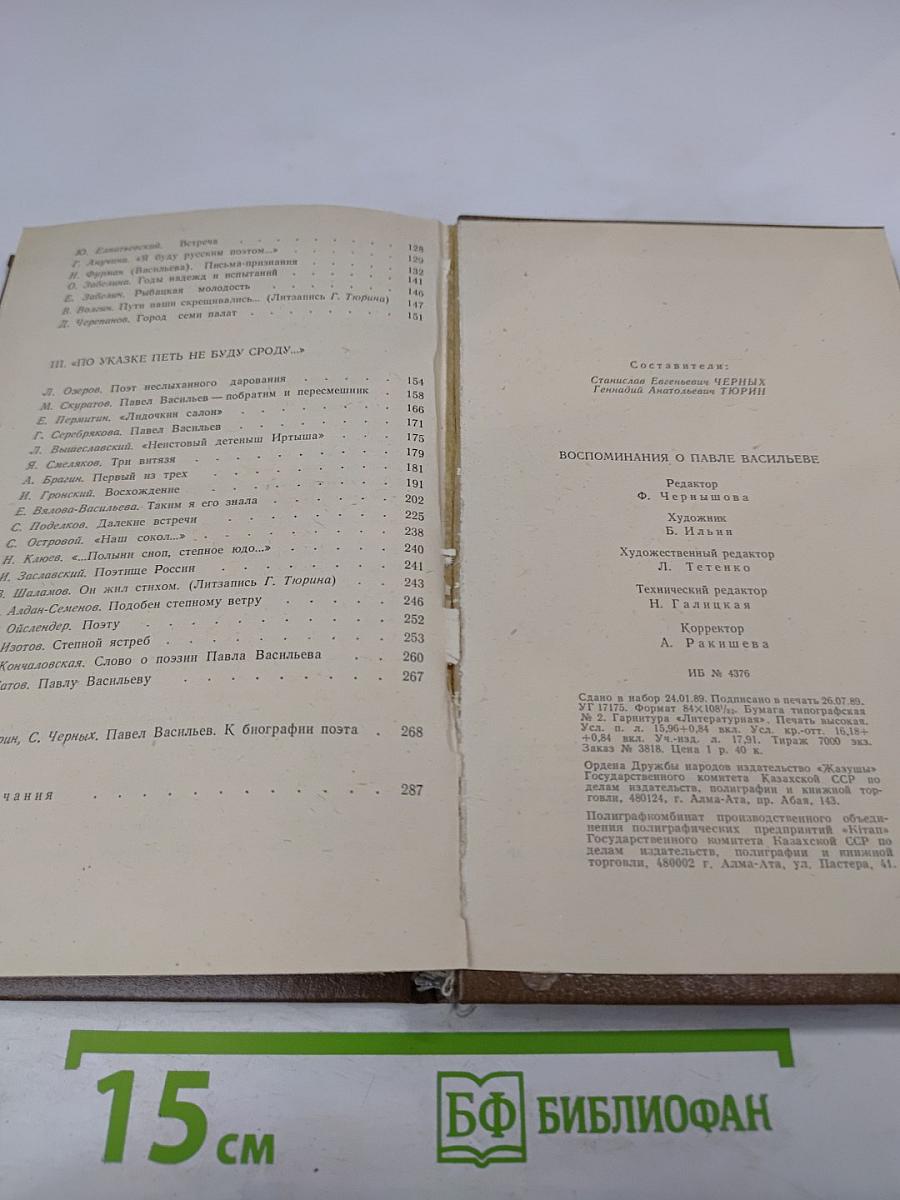 Ю. Елпатьевский. Встреча 128
Г. Анучина. «Я буду русским поэтом...» 129
Н. Фурман (Васильева). Письма-признания 132
О. Забелина. Годы надежд и испытаний 141
Е. Забелин. Рыбацкая молодость 146
В. Волгин. Пути наши скрещивались... (Литзапись Г. Тюрина) 147
Д. Черепанов. Город семи палат 151
III. «ПО УКАЗКЕ ПЕТЬ НЕ БУДУ СРОДУ...»
Л. Озеров. Поэт неслыханного дарования 154
М. Скуратов. Павел Васильев — побратим и пересмешник 158
Е. Пермитин. «Лидочкин салон» 166
Г. Серебрякова. Павел Васильев 171
Л. Вышеславский. «Неистовый детеныш Иртыша» 175
Я. Смеляков. Три витязя 179
А. Брагин. Первый из трех 181
И. Гронский. Восхождение 191
Е. Вялова-Васильева. Таким я его знала 202
С. Поделков. Далекие встречи 225
С. Островой. «Наш сокол...» 238
Н. Клюев. «...Полыни сноп, степное юдо...» 240
И. Заславский. Поэтище России 241
В. Шаламов. Он жил стихом. (Литзапись Г. Тюрина) 243
Алдан-Семенов. Подобен степному ветру 246
Ойслендер. Поэту 252
Изотов. Степной ястреб 253
Кончаловская. Слово о поэзии Павла Васильева 260
атов. Павлу Васильеву 267
рин, С. Черных. Павел Васильев. К биографии поэта 268
чания 287
Составители:
Станислав Евгеньевич ЧЕРНЫХ
Геннадий Анатольевич ТЮРИН
ВОСПОМИНАНИЯ О ПАВЛЕ ВАСИЛЬЕВЕ
Редактор
Ф. Чернышова
Художник
Б. Ильин
Художественный редактор
Л. Тетенко
Технический редактор
Н. Галицкая
Корректор
А. Ракишева
ИБ № 4376
Сдано в набор 24.01.89. Подписано в печать 26.07.89.
УГ 17175. Формат 84×108¹/₃₂. Бумага типографская
№ 2. Гарнитура «Литературная». Печать высокая.
Усл. п. л. 15,96+0,84 вкл. Усл. кр.-отт. 16,18+
+0,84 вкл. Уч.-изд. л. 17,91. Тираж 7000 экз.
Заказ № 3818. Цена 1 р. 40 к.
Ордена Дружбы народов издательство «Жазушы»
Государственного комитета Казахской ССР по
делам издательств, полиграфии и книжной тор-
говли, 480124, г. Алма-Ата, пр. Абая, 143.
Полиграфкомбинат производственного объеди-
нения полиграфических предприятий «Кітап»
Государственного комитета Казахской ССР по
делам издательств, полиграфии и книжной
торговли, 480002 г. Алма-Ата, ул. Пастера, 41.
15 см
БФ БИБЛИОФАН